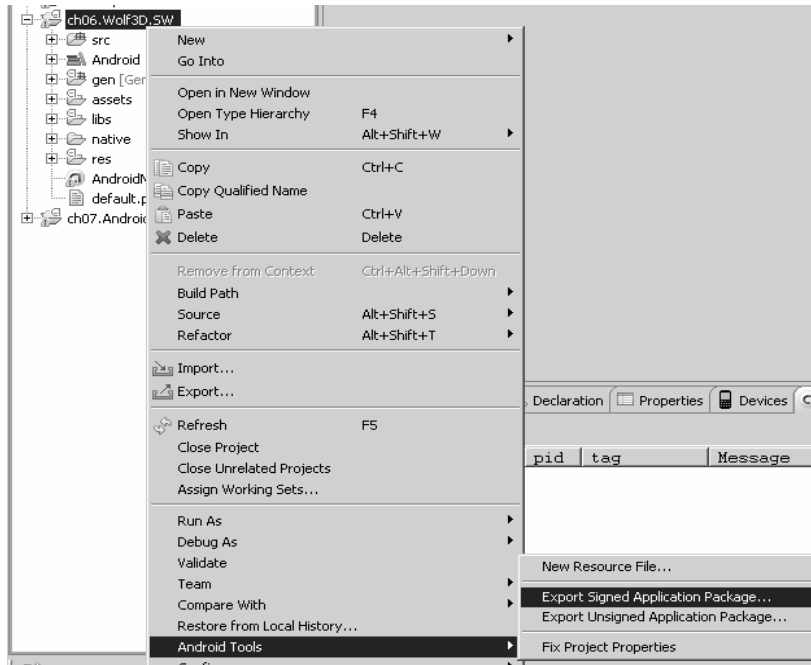 ch06.Wolf3D.SW
src
Android
gen [Ger
assets
libs
native
res
AndroidM
default.p
ch07.Android
New
Go Into
Open in New Window
Open Type Hierarchy F4
Show In Alt+Shift+W
Copy Ctrl+C
Copy Qualified Name
Paste Ctrl+V
Delete Delete
Remove from Context Ctrl+Alt+Shift+Down
Build Path
Source Alt+Shift+S
Refactor Alt+Shift+T
Import...
Export...
Refresh F5
Close Project
Close Unrelated Projects
Assign Working Sets...
Run As
Debug As
Validate
Team
Compare With
Restore from Local History...
Android Tools
Declaration Properties Devices
pid tag Message
New Resource File...
Export Signed Application Package...
Export Unsigned Application Package...
Fix Project Properties